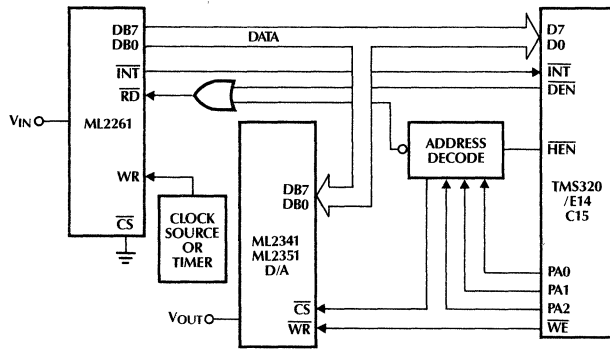 DB7
DB0
DATA
D7
D0
INT
INT
RD
DEN
VIN
ML2261
ADDRESS
DECODE
HEN
TMS320
/E14
C15
WR
DB7
DB0
CLOCK
SOURCE
OR
TIMER
ML2341
ML2351
D/A
CS
PA0
PA1
PA2
CS
VOUT
WR
WE